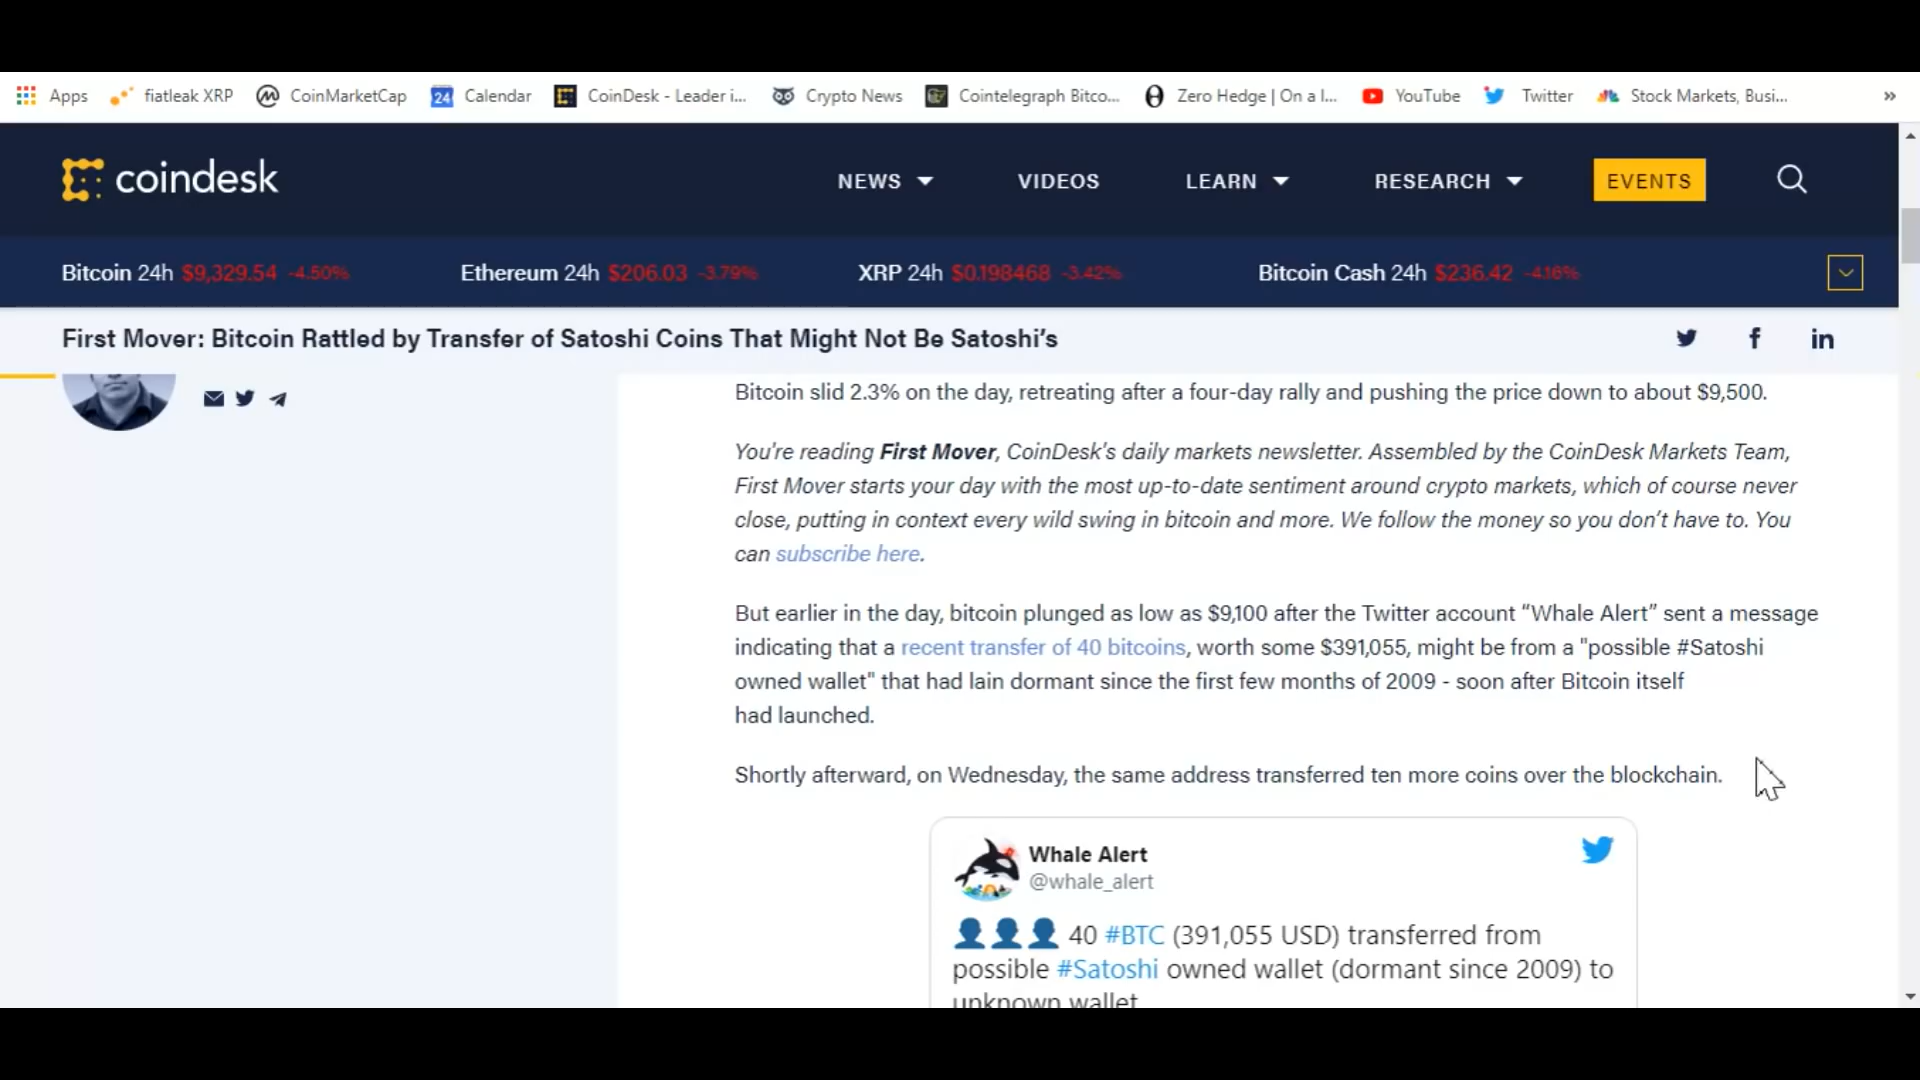 Apps fiatleak XRP CoinMarketCap 24 Calendar CoinDesk - Leader i... Crypto News Cointelegraph Bitco... Zero Hedge | On a l... YouTube Twitter Stock Markets, Busi... »
coindesk NEWS VIDEOS LEARN RESEARCH EVENTS
Bitcoin 24h $9,329.54 -4.50% Ethereum 24h $206.03 -3.79% XRP 24h $0.198468 -3.42% Bitcoin Cash 24h $236.42 -4.16%
First Mover: Bitcoin Rattled by Transfer of Satoshi Coins That Might Not Be Satoshi's
Bitcoin slid 2.3% on the day, retreating after a four-day rally and pushing the price down to about $9,500.
You're reading First Mover, CoinDesk's daily markets newsletter. Assembled by the CoinDesk Markets Team,
First Mover starts your day with the most up-to-date sentiment around crypto markets, which of course never
close, putting in context every wild swing in bitcoin and more. We follow the money so you don't have to. You
can subscribe here.
But earlier in the day, bitcoin plunged as low as $9,100 after the Twitter account “Whale Alert” sent a message
indicating that a recent transfer of 40 bitcoins, worth some $391,055, might be from a "possible #Satoshi
owned wallet" that had lain dormant since the first few months of 2009 - soon after Bitcoin itself
had launched.
Shortly afterward, on Wednesday, the same address transferred ten more coins over the blockchain.
Whale Alert
@whale_alert
40 #BTC (391,055 USD) transferred from
possible #Satoshi owned wallet (dormant since 2009) to
unknown wallet